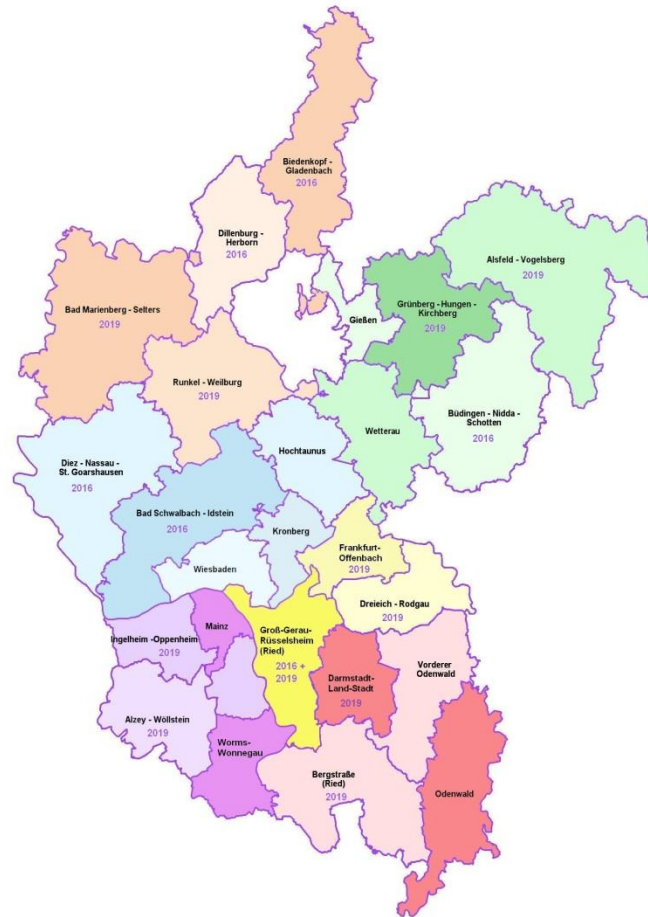 Biedenkopf -
Gladenbach
2016
Dillenburg -
Herborn
2016
Alsfeld - Vogelsberg
2019
Bad Marienberg - Selters
2019
Grünberg - Hungen -
Kirchberg
2019
Gießen
Runkel - Weilburg
2019
Büdingen - Nidda -
Schotten
2016
Wetterau
Hochtaunus
Diez - Nassau -
St. Goarshausen
2016
Bad Schwalbach - Idstein
2016
Kronberg
Frankfurt-
Offenbach
2019
Wiesbaden
Dreieich - Rodgau
2019
Mainz
Groß-Gerau-
Rüsselsheim
(Ried)
2016 +
2019
Ingelheim -Oppenheim
2019
Vorderer
Odenwald
Darmstadt-
Land-Stadt
2019
Alzey - Wöllstein
2019
Worms-
Wonnegau
Bergstraße
(Ried)
2019
Odenwald